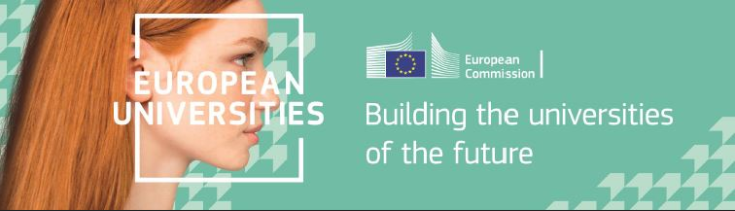 EUROPEAN
UNIVERSITIES
European
Commission
Building the universities
of the future